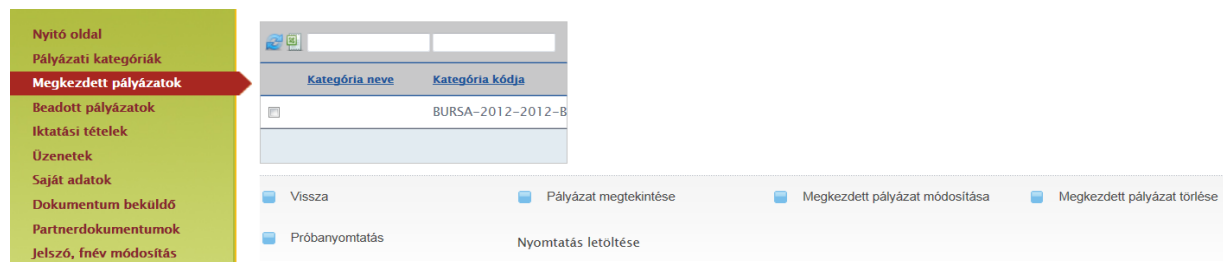 Nyitó oldal
Pályázati kategóriák
Megkezdett pályázatok
Beadott pályázatok
Iktatási tételek
Üzenetek
Saját adatok
Dokumentum beküldő
Partnerdokumentumok
Jelszó, fnév módosítás
Kategória neve Kategória kódja
BURSA-2012-2012-B
Vissza Pályázat megtekintése Megkezdett pályázat módosítása Megkezdett pályázat törlése
Próbanyomtatás Nyomtatás letöltése